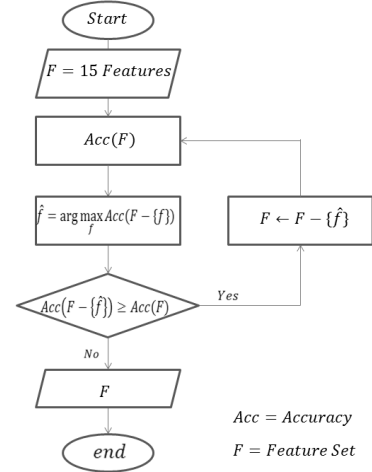 Start
F = 15 Features
Acc(F)
f̂ = arg max Acc(F − {f})
f
F ← F − {f̂}
Acc(F − {f̂}) ≥ Acc(F)
Yes
No
F
Acc = Accuracy
end
F = Feature Set